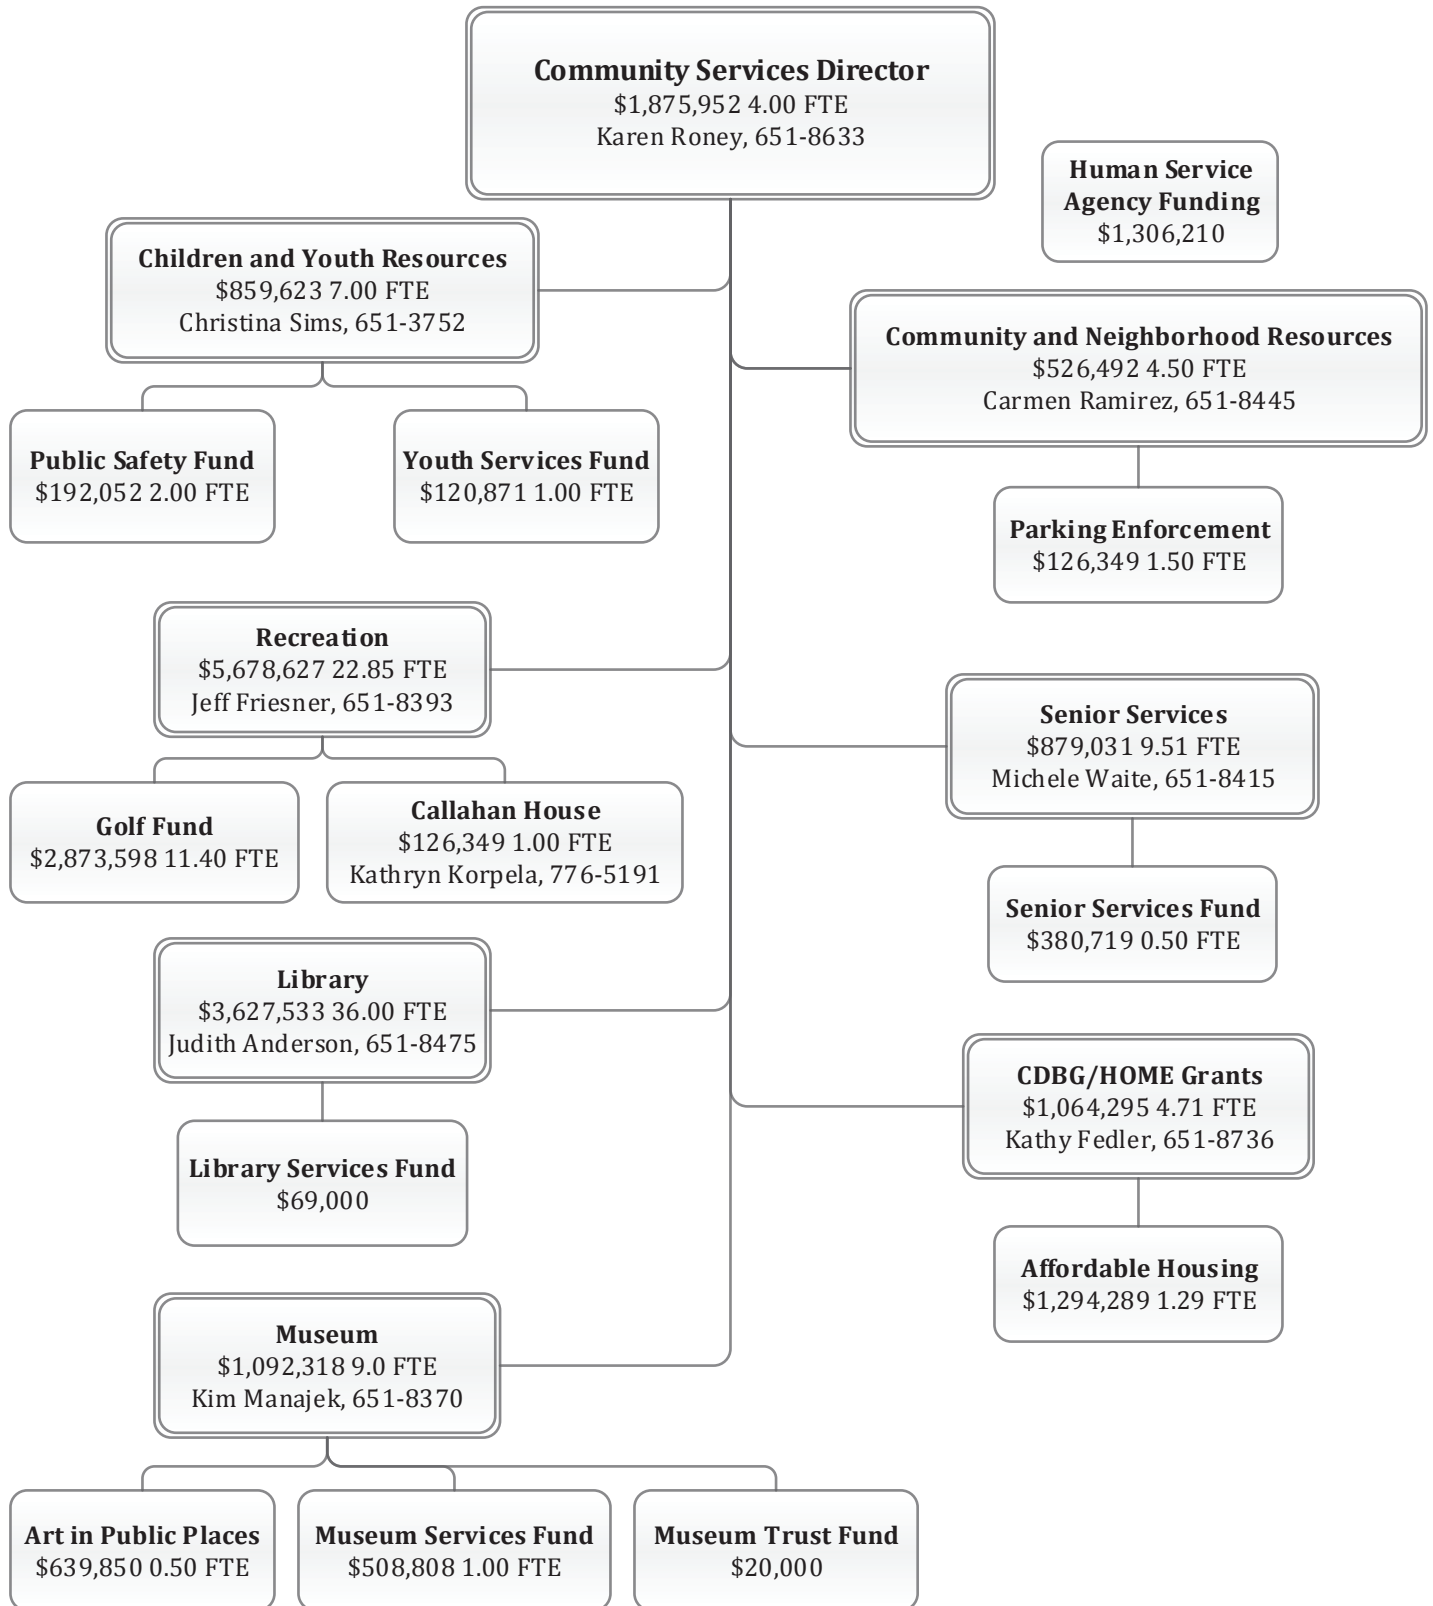 Community Services Director
$1,875,952 4.00 FTE
Karen Roney, 651-8633
Human Service
Agency Funding
$1,306,210
Children and Youth Resources
$859,623 7.00 FTE
Christina Sims, 651-3752
Community and Neighborhood Resources
$526,492 4.50 FTE
Carmen Ramirez, 651-8445
Public Safety Fund
$192,052 2.00 FTE
Youth Services Fund
$120,871 1.00 FTE
Parking Enforcement
$126,349 1.50 FTE
Recreation
$5,678,627 22.85 FTE
Jeff Friesner, 651-8393
Senior Services
$879,031 9.51 FTE
Michele Waite, 651-8415
Golf Fund
$2,873,598 11.40 FTE
Callahan House
$126,349 1.00 FTE
Kathryn Korpela, 776-5191
Senior Services Fund
$380,719 0.50 FTE
Library
$3,627,533 36.00 FTE
Judith Anderson, 651-8475
CDBG/HOME Grants
$1,064,295 4.71 FTE
Kathy Fedler, 651-8736
Library Services Fund
$69,000
Affordable Housing
$1,294,289 1.29 FTE
Museum
$1,092,318 9.0 FTE
Kim Manajek, 651-8370
Art in Public Places
$639,850 0.50 FTE
Museum Services Fund
$508,808 1.00 FTE
Museum Trust Fund
$20,000